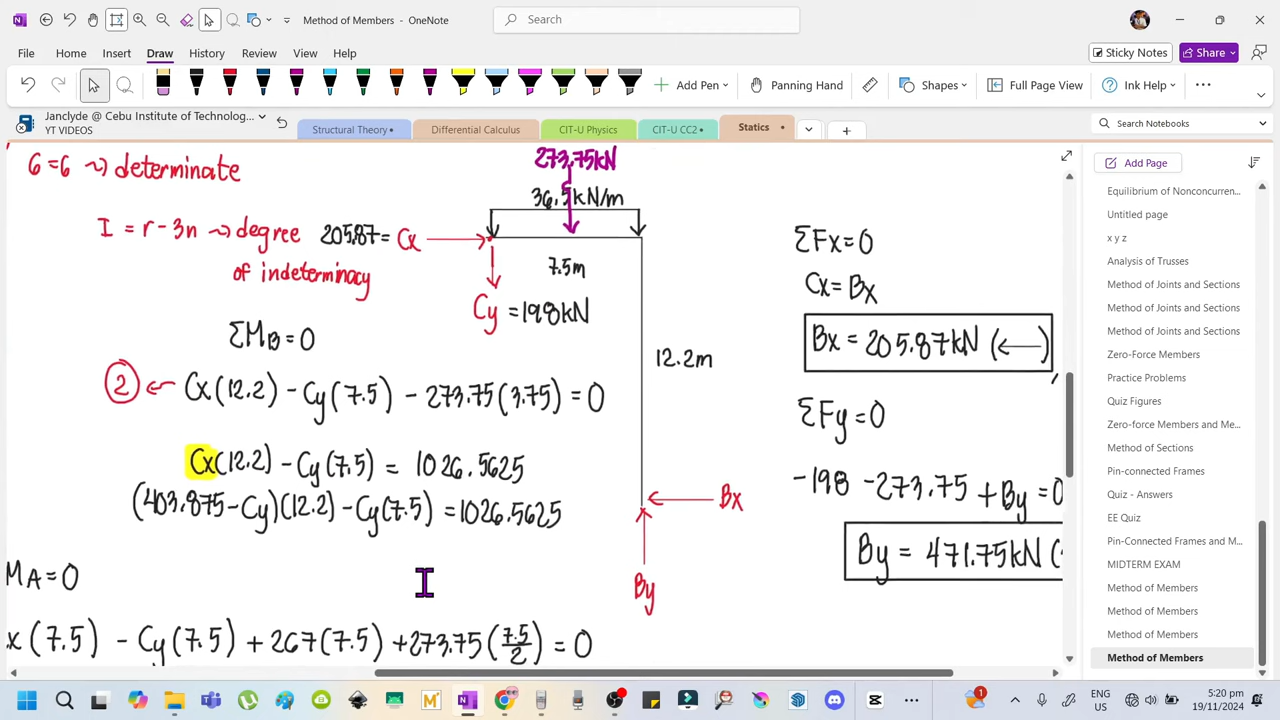 Method of Members - OneNote
Search
File
Home
Insert
Draw
History
Review
View
Help
Sticky Notes
Share
Add Pen
Panning Hand
Shapes
Full Page View
Ink Help
Janclyde @ Cebu Institute of Technolog...
YT VIDEOS
Structural Theory
Differential Calculus
CIT-U Physics
CIT-U CC2
Statics
Search Notebooks
Add Page
Equilibrium of Nonconcurren...
Untitled page
x y z
Analysis of Trusses
Method of Joints and Sections
Method of Joints and Sections
Method of Joints and Sections
Zero-Force Members
Practice Problems
Quiz Figures
Zero-force Members and Me...
Method of Sections
Pin-connected Frames
Quiz - Answers
EE Quiz
Pin-Connected Frames and M...
MIDTERM EXAM
Method of Members
Method of Members
Method of Members
Method of Members
6 = 6 ~> determinate
I = r - 3n ~> degree
of indeterminacy
273.75kN
36.5kN/m
205.87 = Cx
7.5m
Cy = 198kN
12.2m
Bx
By
ΣMB = 0
2 ← Cx(12.2) - Cy(7.5) - 273.75(3.75) = 0
Cx(12.2) - Cy(7.5) = 1026.5625
(403.875 - Cy)(12.2) - Cy(7.5) = 1026.5625
MA = 0
x(7.5) - Cy(7.5) + 267(7.5) + 273.75(7.5/2) = 0
ΣFx = 0
Cx = Bx
Bx = 205.87kN (←)
ΣFy = 0
-198 - 273.75 + By = 0
By = 471.75kN (
ENG
PH
5:20 pm
19/11/2024
1